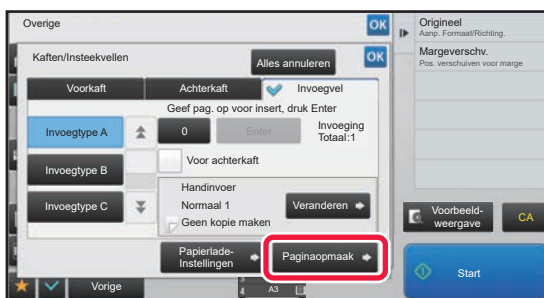 Overige
OK
Kaften/Insteekvellen
Alles annuleren
OK
Voorkaft
Achterkaft
Invoegvel
Geef pag. op voor insert, druk Enter
Invoegtype A
0
Enter
Invoeging
Totaal:1
Invoegtype B
Voor achterkaft
Invoegtype C
Handinvoer
Normaal 1
Geen kopie maken
Veranderen
Papierlade-
Instellingen
Paginaopmaak
Vorige
A3
Origineel
Aanp. Formaat/Richting.
Margeverschv.
Pos. verschuiven voor marge
Voorbeeld-
weergave
CA
Start